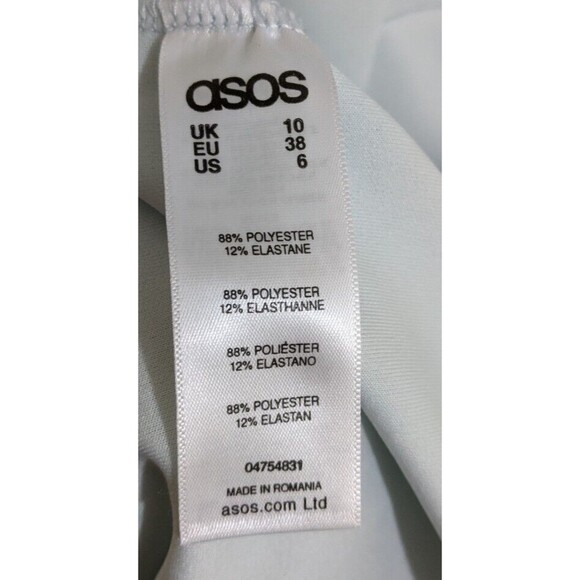 asos
UK 10
EU 38
US 6
88% POLYESTER
12% ELASTANE
88% POLYESTER
12% ELASTHANNE
88% POLIÉSTER
12% ELASTANO
88% POLYESTER
12% ELASTAN
04754831
MADE IN ROMANIA
asos.com Ltd